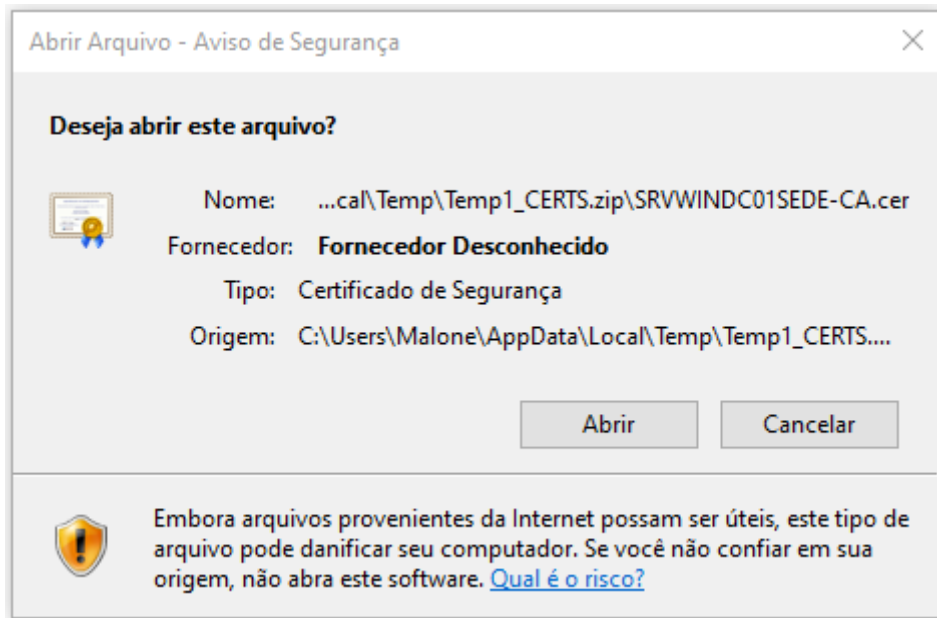 Abrir Arquivo - Aviso de Segurança
Deseja abrir este arquivo?
Nome: ...cal\Temp\Temp1_CERTS.zip\SRVWINDC01SEDE-CA.cer
Fornecedor: Fornecedor Desconhecido
Tipo: Certificado de Segurança
Origem: C:\Users\Malone\AppData\Local\Temp\Temp1_CERTS....
Abrir Cancelar
Embora arquivos provenientes da Internet possam ser úteis, este tipo de
arquivo pode danificar seu computador. Se você não confiar em sua
origem, não abra este software. Qual é o risco?